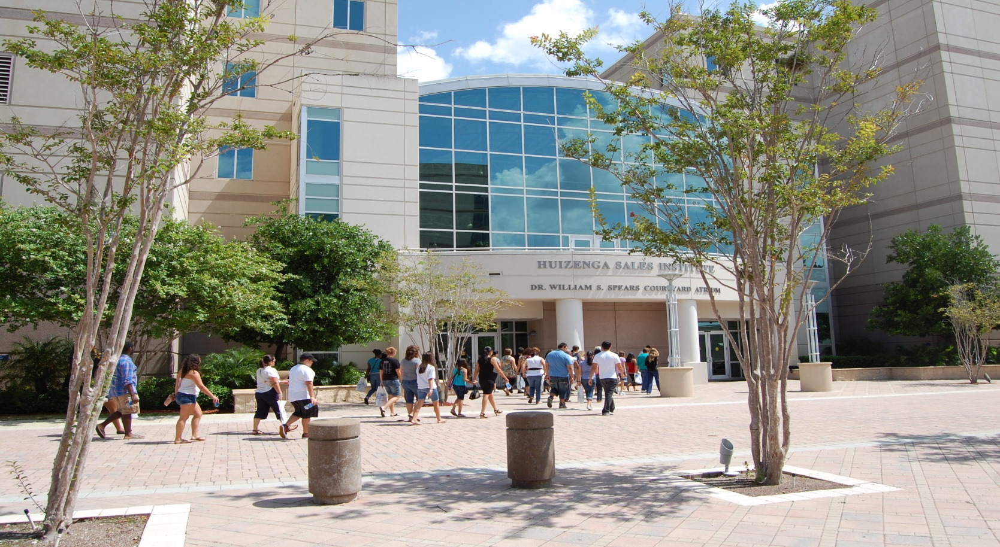 HUIZENGA SALES INSTITUTE
DR. WILLIAM S. SPEARS COURTYARD ATRIUM